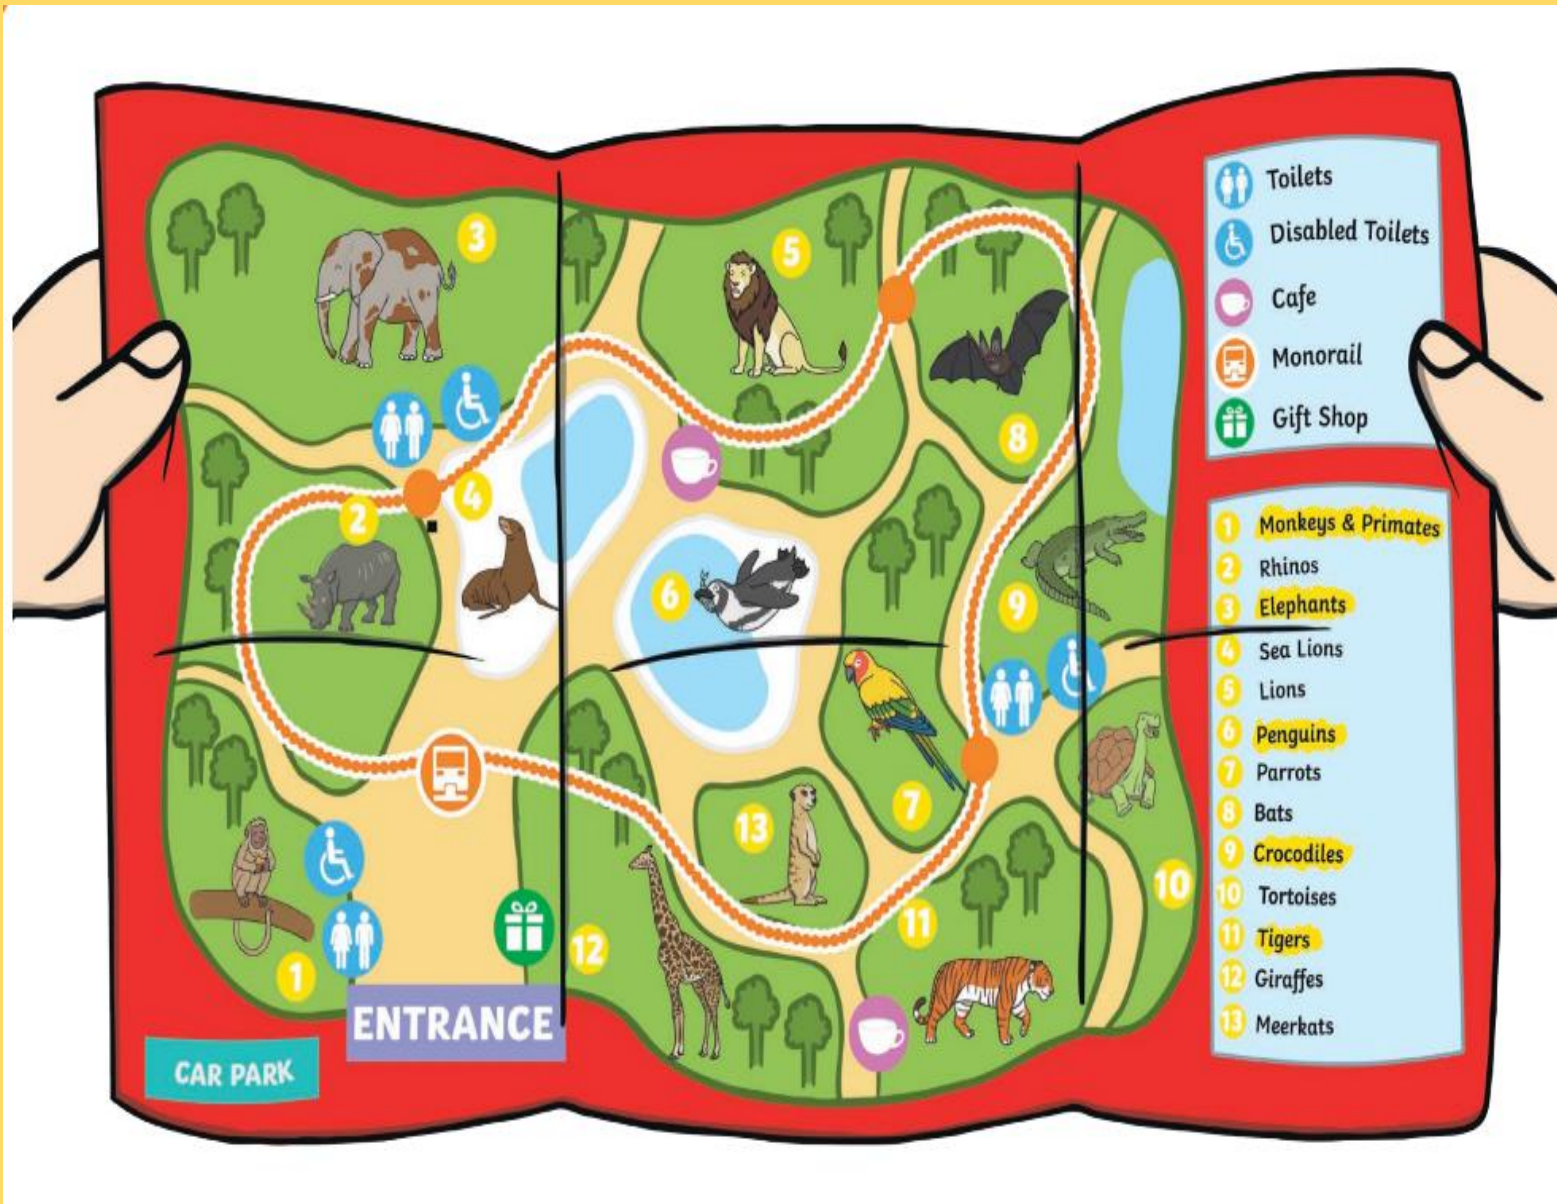 3
5
4
2
8
6
9
7
13
11
10
12
1
ENTRANCE
CAR PARK
Toilets
Disabled Toilets
Cafe
Monorail
Gift Shop
1 Monkeys & Primates
2 Rhinos
3 Elephants
4 Sea Lions
5 Lions
6 Penguins
7 Parrots
8 Bats
9 Crocodiles
10 Tortoises
11 Tigers
12 Giraffes
13 Meerkats